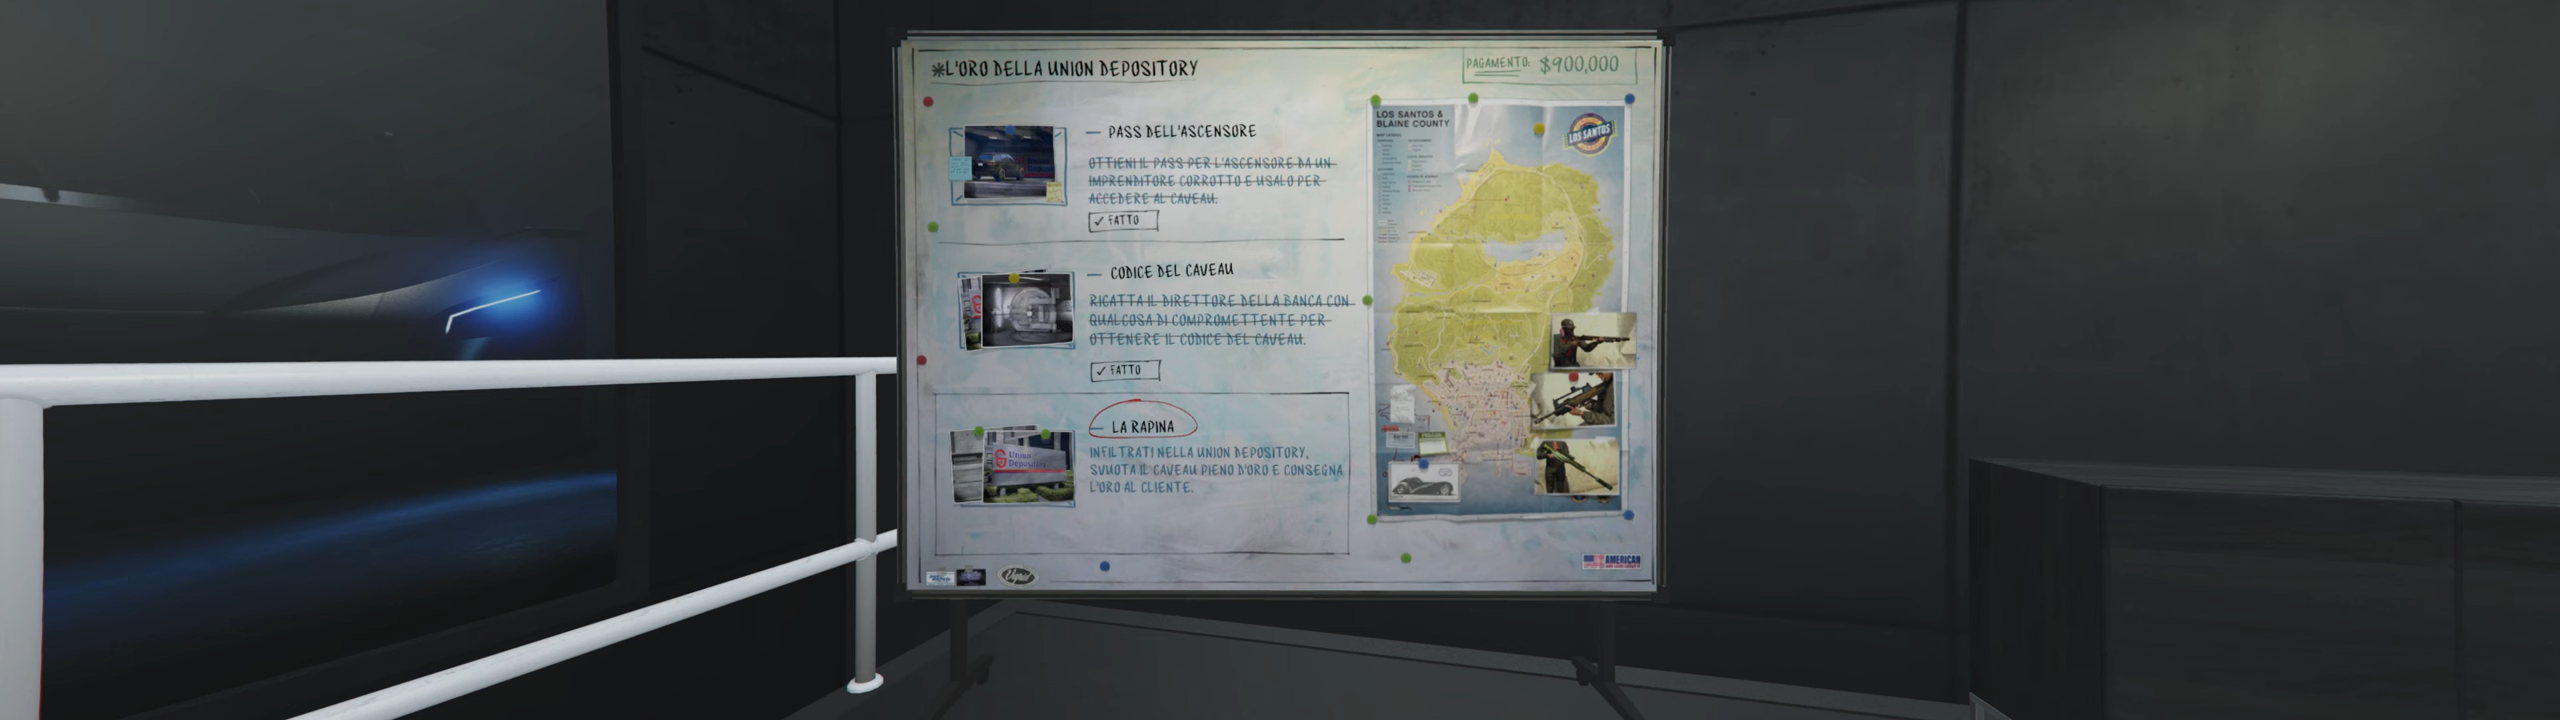 *L'ORO DELLA UNION DEPOSITORY
PAGAMENTO: $900,000
— PASS DELL'ASCENSORE
OTTIENI IL PASS PER L'ASCENSORE DA UN
IMPRENDITORE CORROTTO E USALO PER
ACCEDERE AL CAVEAU.
✓ FATTO
— CODICE DEL CAVEAU
RICATTA IL DIRETTORE DELLA BANCA CON
QUALCOSA DI COMPROMETTENTE PER
OTTENERE IL CODICE DEL CAVEAU.
✓ FATTO
— LA RAPINA
INFILTRATI NELLA UNION DEPOSITORY,
SVUOTA IL CAVEAU PIENO D'ORO E CONSEGNA
L'ORO AL CLIENTE.
Union
Depository
LOS SANTOS &
BLAINE COUNTY
LOS SANTOS
Vapid
AMERICAN